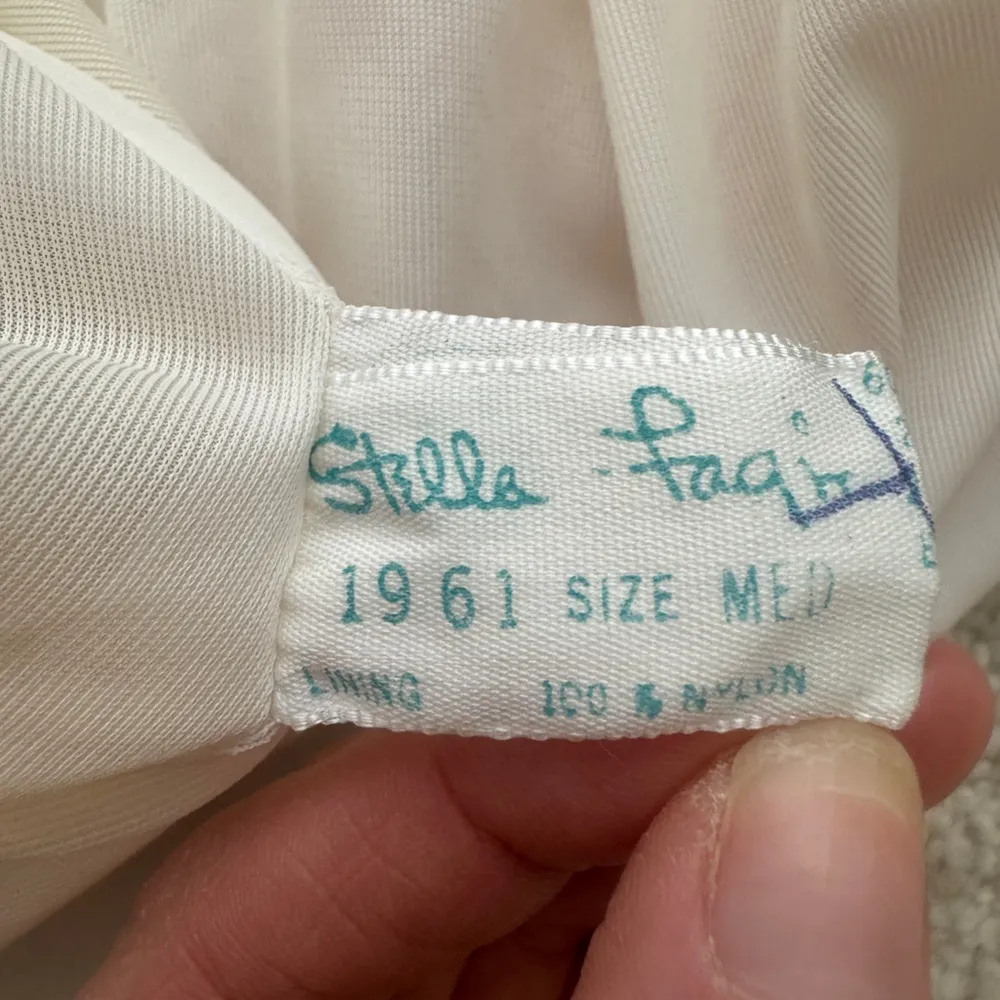 Stella Fagin
1961 SIZE MED
LINING 100 % NYLON